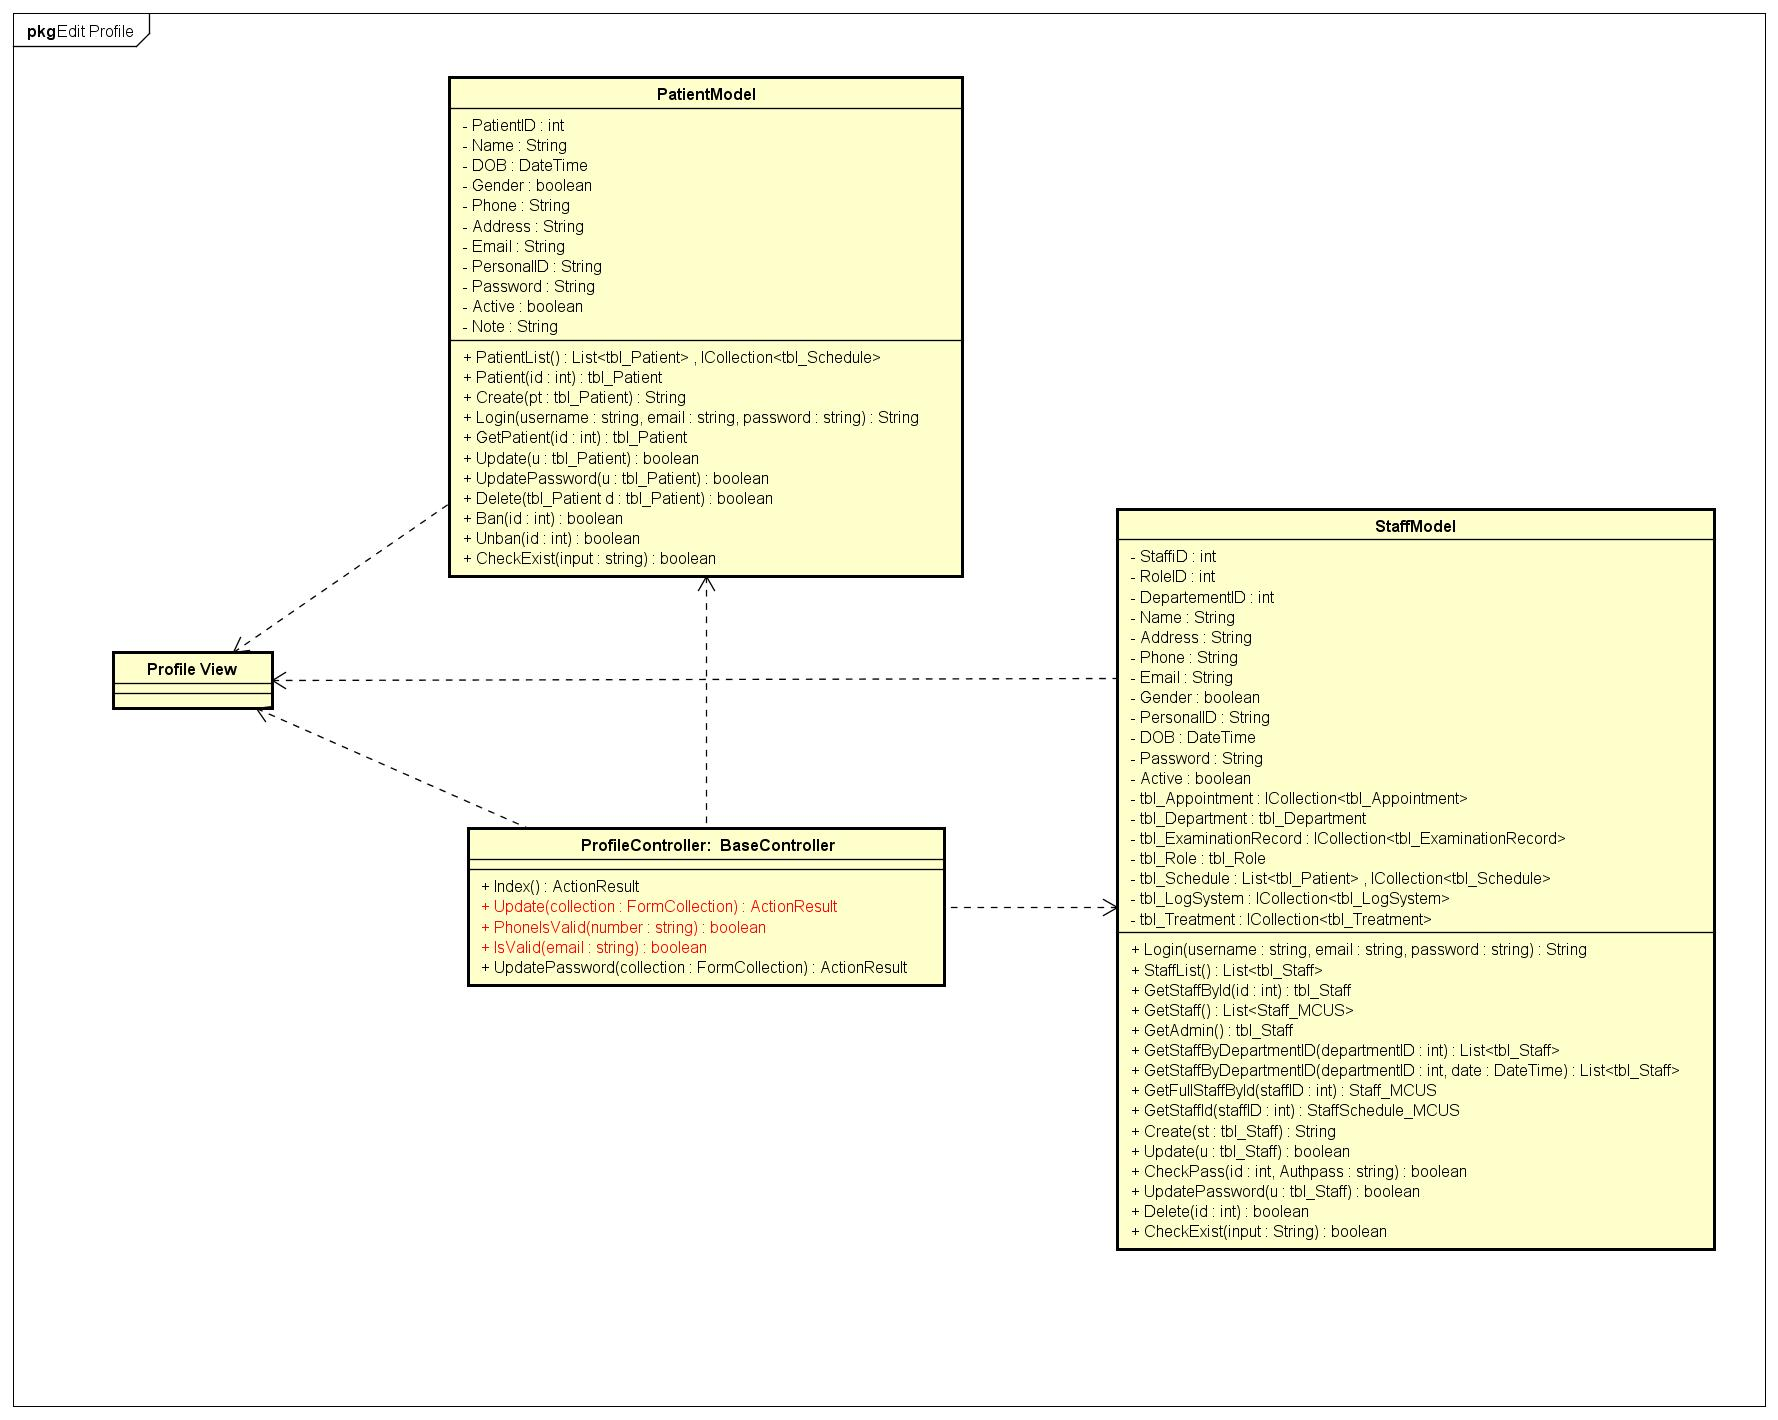 pkg Edit Profile
PatientModel
- PatientID : int
- Name : String
- DOB : DateTime
- Gender : boolean
- Phone : String
- Address : String
- Email : String
- PersonalID : String
- Password : String
- Active : boolean
- Note : String
+ PatientList() : List<tbl_Patient> , ICollection<tbl_Schedule>
+ Patient(id : int) : tbl_Patient
+ Create(pt : tbl_Patient) : String
+ Login(username : string, email : string, password : string) : String
+ GetPatient(id : int) : tbl_Patient
+ Update(u : tbl_Patient) : boolean
+ UpdatePassword(u : tbl_Patient) : boolean
+ Delete(tbl_Patient d : tbl_Patient) : boolean
+ Ban(id : int) : boolean
+ Unban(id : int) : boolean
+ CheckExist(input : string) : boolean
Profile View
ProfileController:  BaseController
+ Index() : ActionResult
+ Update(collection : FormCollection) : ActionResult
+ PhoneIsValid(number : string) : boolean
+ IsValid(email : string) : boolean
+ UpdatePassword(collection : FormCollection) : ActionResult
StaffModel
- StaffiD : int
- RoleID : int
- DepartementID : int
- Name : String
- Address : String
- Phone : String
- Email : String
- Gender : boolean
- PersonalID : String
- DOB : DateTime
- Password : String
- Active : boolean
- tbl_Appointment : ICollection<tbl_Appointment>
- tbl_Department : tbl_Department
- tbl_ExaminationRecord : ICollection<tbl_ExaminationRecord>
- tbl_Role : tbl_Role
- tbl_Schedule : List<tbl_Patient> , ICollection<tbl_Schedule>
- tbl_LogSystem : ICollection<tbl_LogSystem>
- tbl_Treatment : ICollection<tbl_Treatment>
+ Login(username : string, email : string, password : string) : String
+ StaffList() : List<tbl_Staff>
+ GetStaffById(id : int) : tbl_Staff
+ GetStaff() : List<Staff_MCUS>
+ GetAdmin() : tbl_Staff
+ GetStaffByDepartmentID(departmentID : int) : List<tbl_Staff>
+ GetStaffByDepartmentID(departmentID : int, date : DateTime) : List<tbl_Staff>
+ GetFullStaffById(staffID : int) : Staff_MCUS
+ GetStaffId(staffID : int) : StaffSchedule_MCUS
+ Create(st : tbl_Staff) : String
+ Update(u : tbl_Staff) : boolean
+ CheckPass(id : int, Authpass : string) : boolean
+ UpdatePassword(u : tbl_Staff) : boolean
+ Delete(id : int) : boolean
+ CheckExist(input : String) : boolean